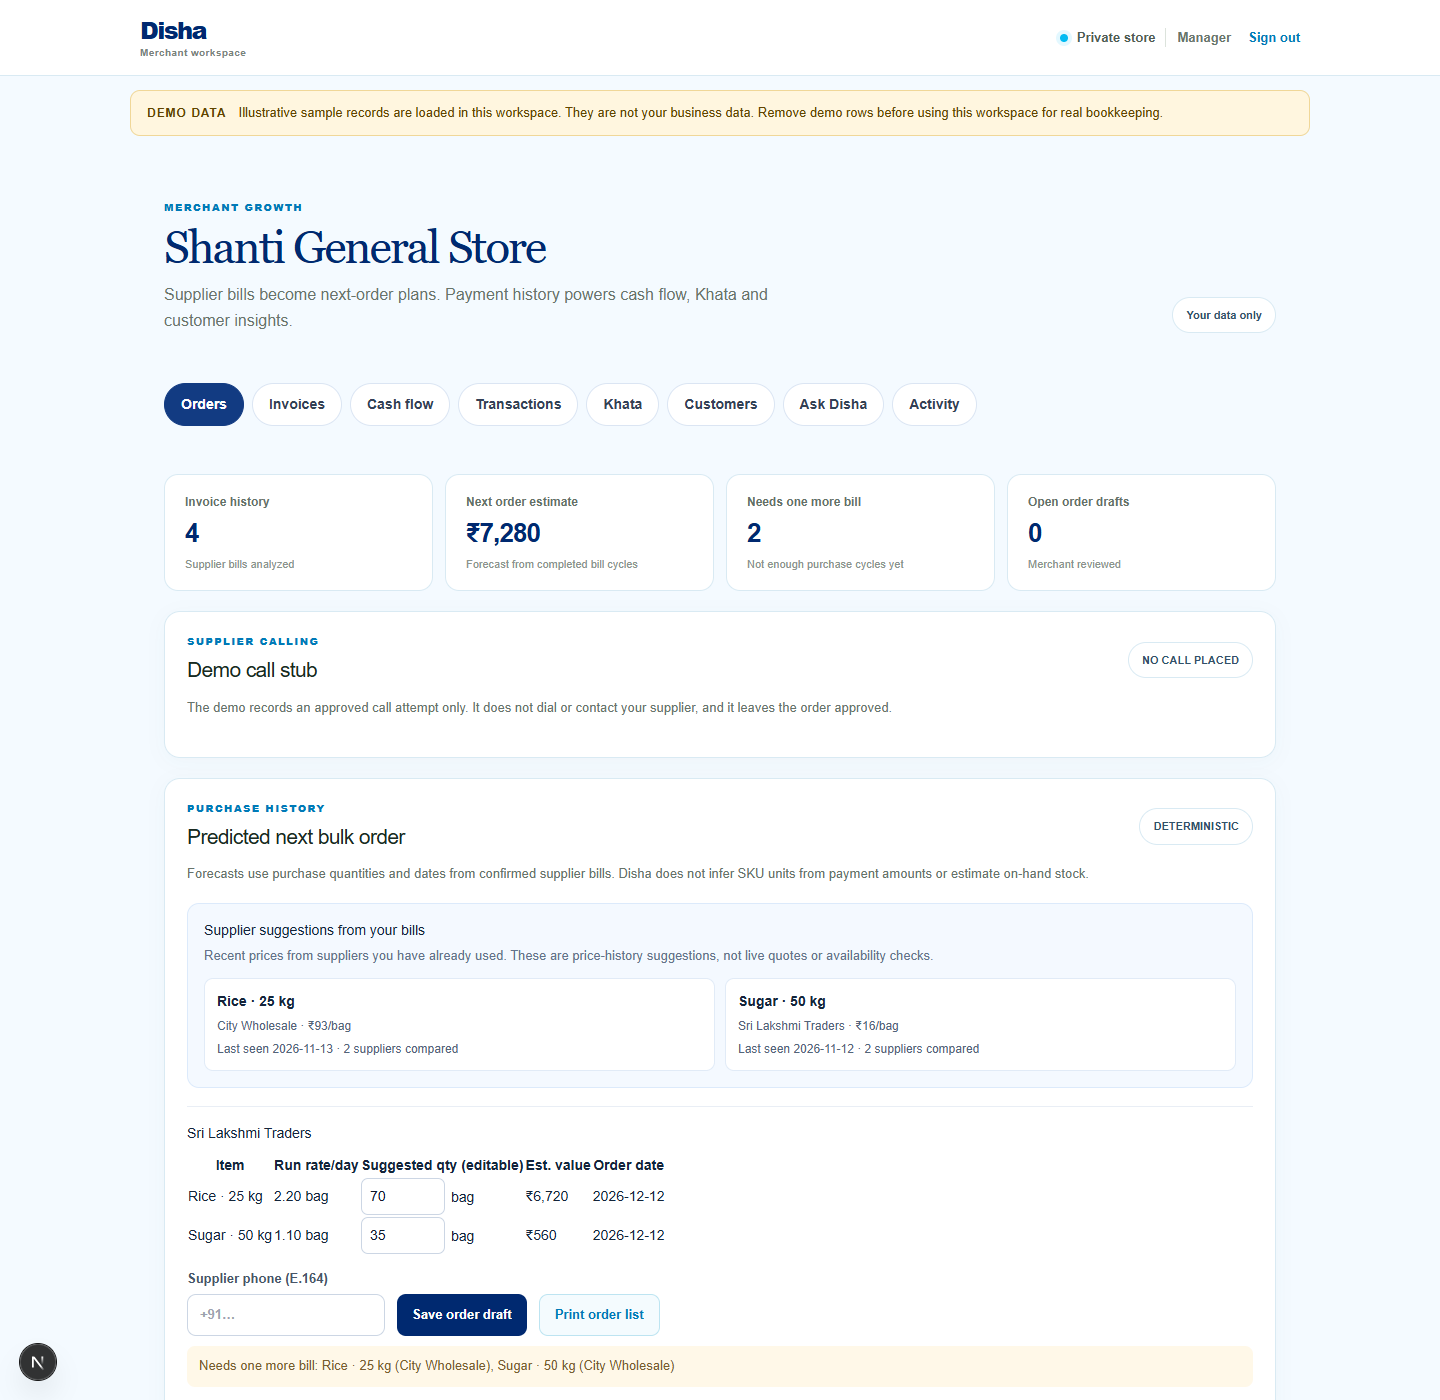 Disha
Merchant workspace
Private store
Manager
Sign out
DEMO DATA Illustrative sample records are loaded in this workspace. They are not your business data. Remove demo rows before using this workspace for real bookkeeping.
MERCHANT GROWTH
Shanti General Store
Supplier bills become next-order plans. Payment history powers cash flow, Khata and
customer insights.
Your data only
Orders
Invoices
Cash flow
Transactions
Khata
Customers
Ask Disha
Activity
Invoice history
4
Supplier bills analyzed
Next order estimate
₹7,280
Forecast from completed bill cycles
Needs one more bill
2
Not enough purchase cycles yet
Open order drafts
0
Merchant reviewed
SUPPLIER CALLING
Demo call stub
NO CALL PLACED
The demo records an approved call attempt only. It does not dial or contact your supplier, and it leaves the order approved.
PURCHASE HISTORY
Predicted next bulk order
DETERMINISTIC
Forecasts use purchase quantities and dates from confirmed supplier bills. Disha does not infer SKU units from payment amounts or estimate on-hand stock.
Supplier suggestions from your bills
Recent prices from suppliers you have already used. These are price-history suggestions, not live quotes or availability checks.
Rice · 25 kg
City Wholesale · ₹93/bag
Last seen 2026-11-13 · 2 suppliers compared
Sugar · 50 kg
Sri Lakshmi Traders · ₹16/bag
Last seen 2026-11-12 · 2 suppliers compared
Sri Lakshmi Traders
Item Run rate/day Suggested qty (editable) Est. value Order date
Rice · 25 kg 2.20 bag 70 bag ₹6,720 2026-12-12
Sugar · 50 kg 1.10 bag 35 bag ₹560 2026-12-12
Supplier phone (E.164)
+91...
Save order draft
Print order list
Needs one more bill: Rice · 25 kg (City Wholesale), Sugar · 50 kg (City Wholesale)
N